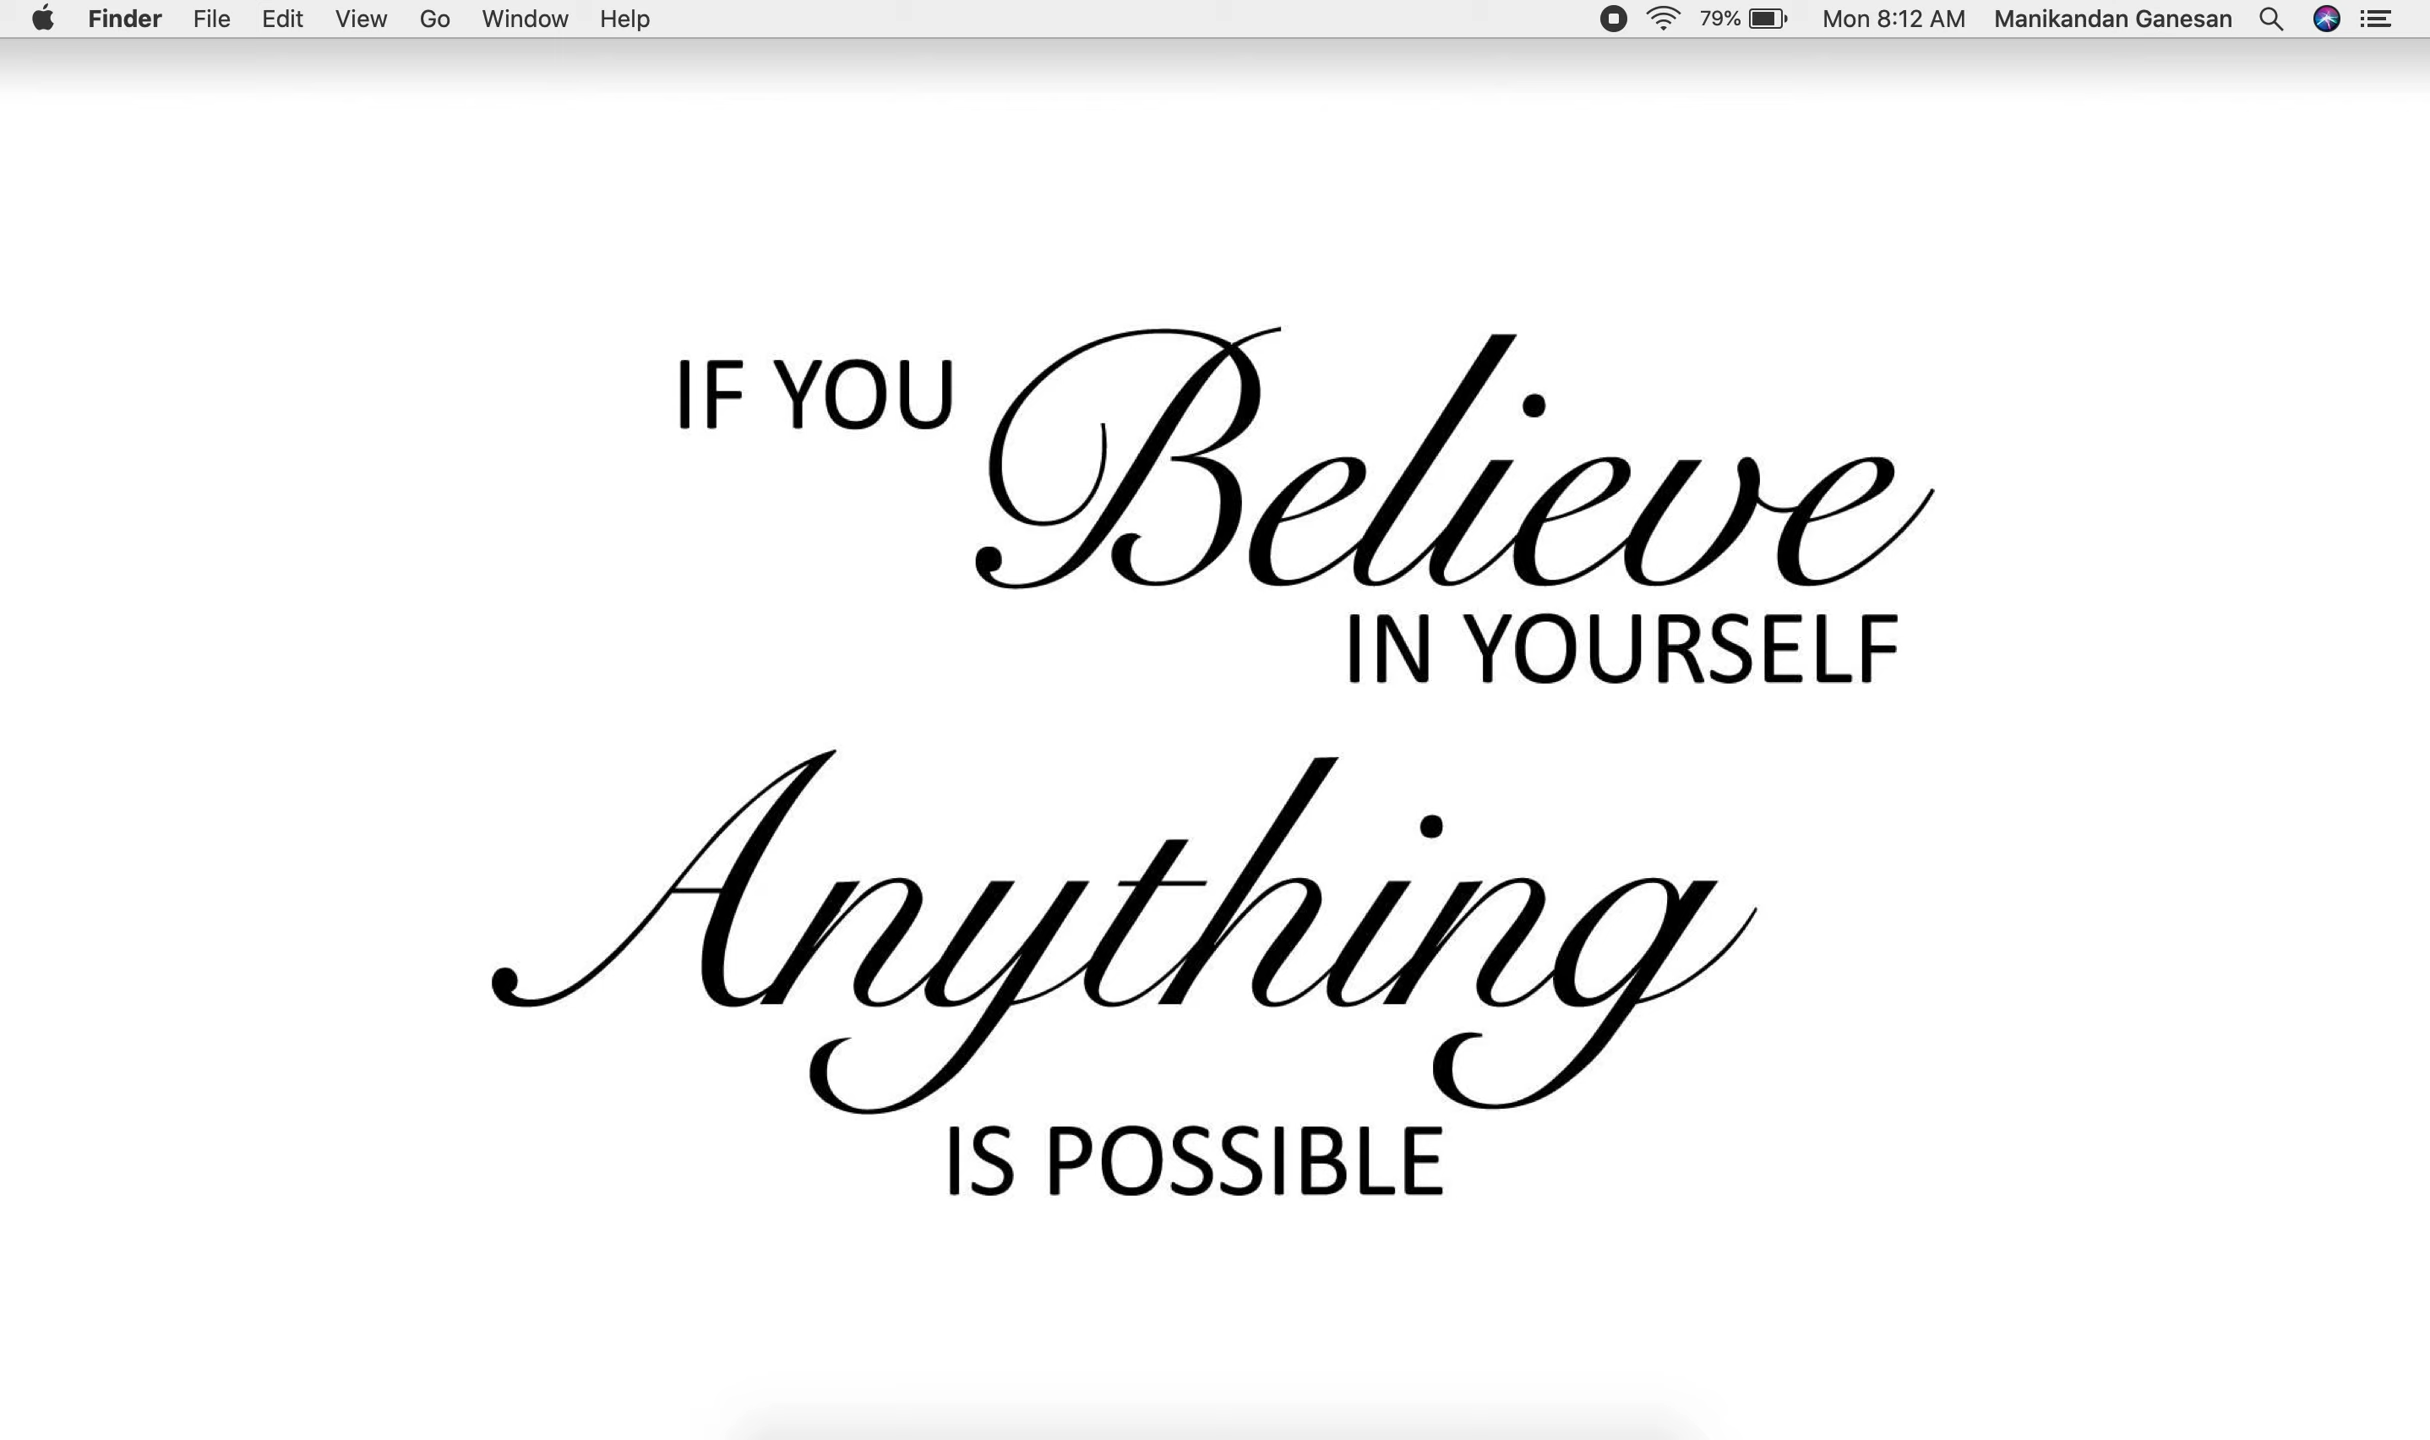 Finder File Edit View Go Window Help 79% Mon 8:12 AM Manikandan Ganesan
IF YOU Believe
IN YOURSELF
Anything
IS POSSIBLE